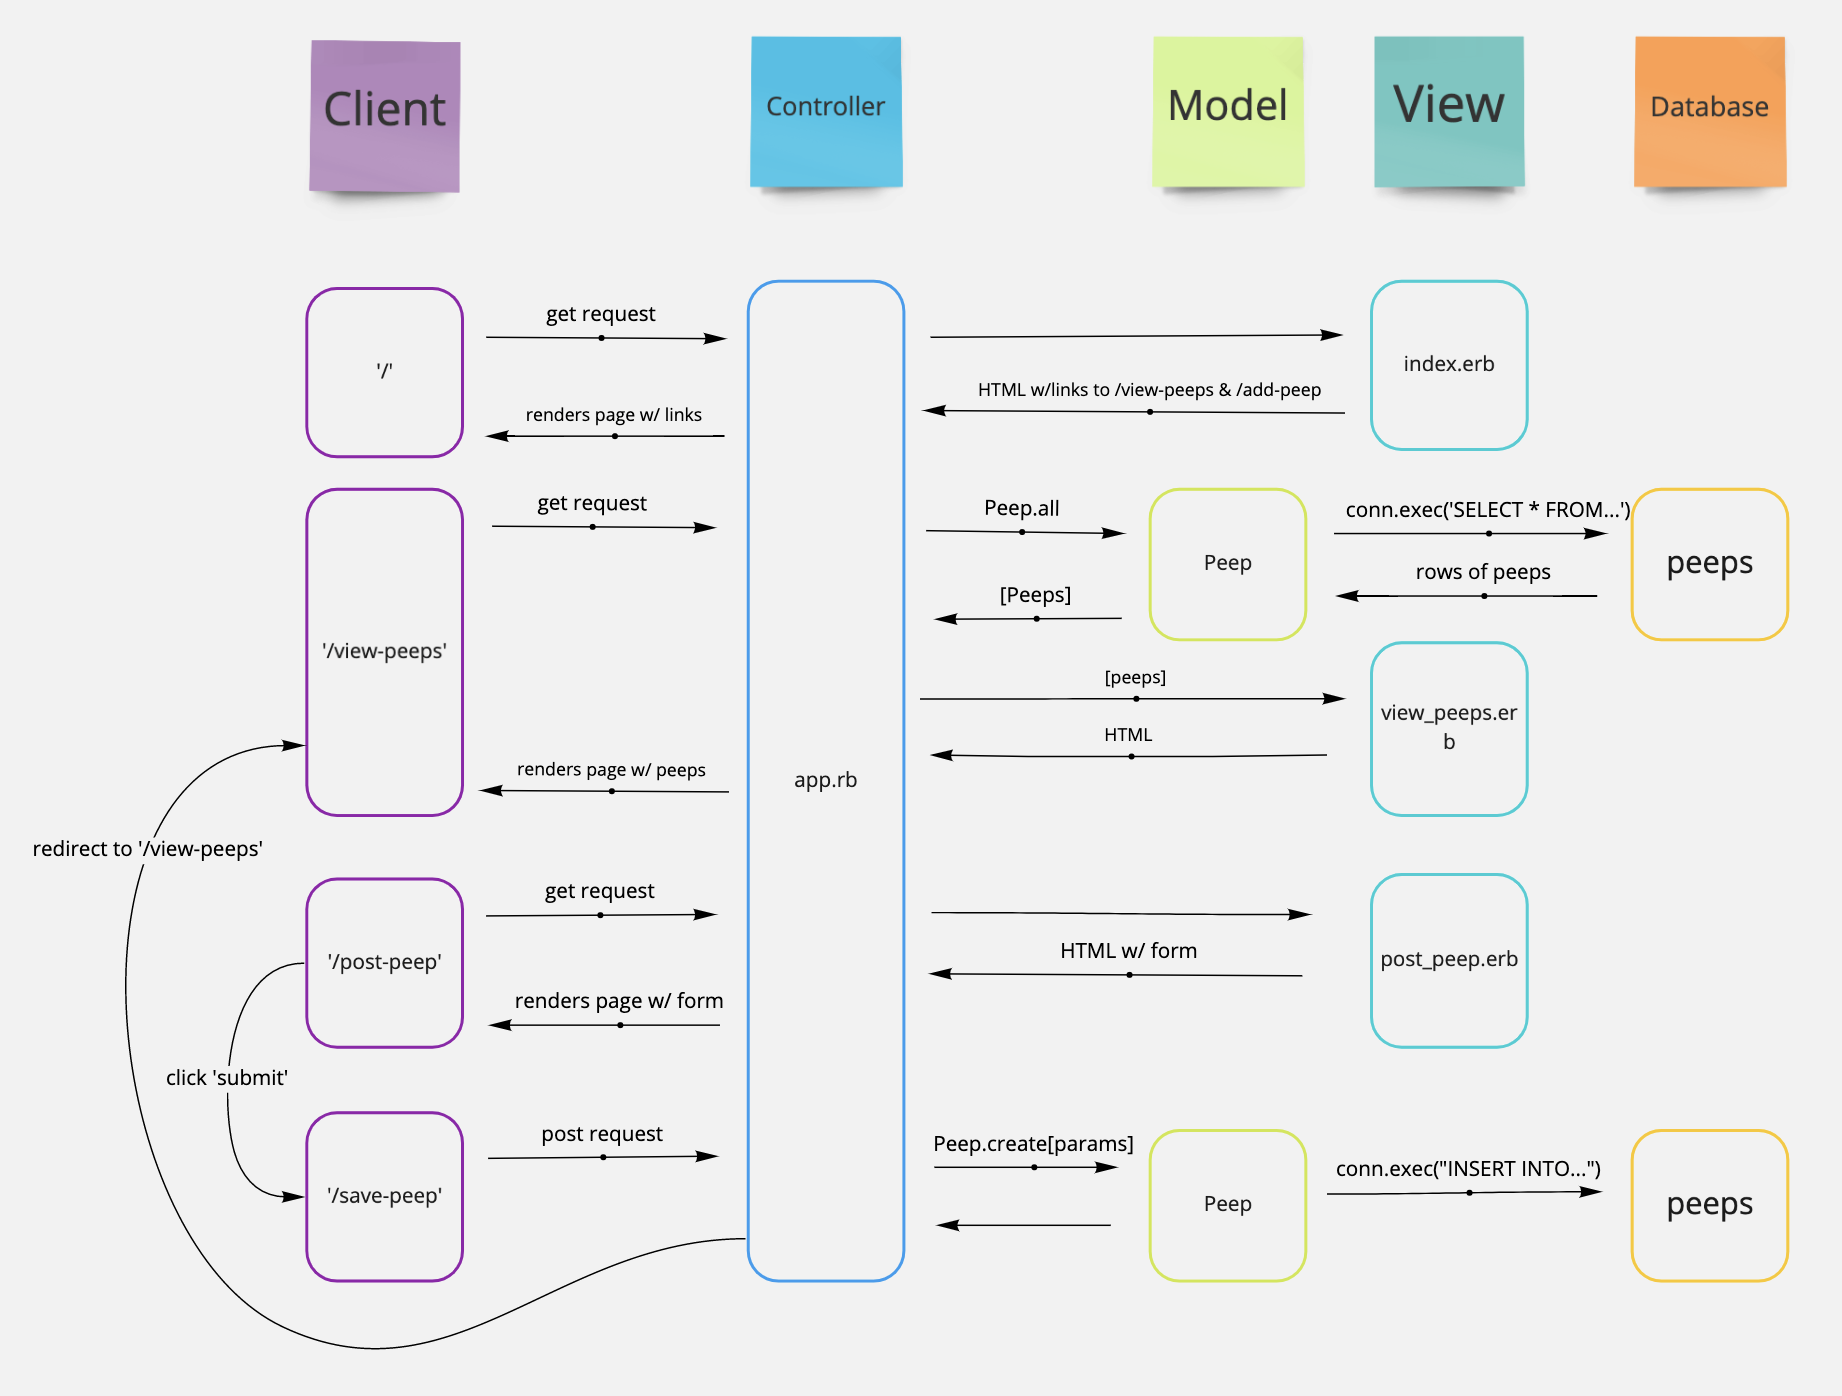 Client
Controller
Model
View
Database
get request
'/'
renders page w/ links
HTML w/links to /view-peeps & /add-peep
index.erb
get request
'/view-peeps'
renders page w/ peeps
app.rb
Peep.all
[Peeps]
Peep
conn.exec('SELECT * FROM...')
rows of peeps
peeps
[peeps]
HTML
view_peeps.er
b
redirect to '/view-peeps'
get request
'/post-peep'
renders page w/ form
HTML w/ form
post_peep.erb
click 'submit'
post request
'/save-peep'
Peep.create[params]
Peep
conn.exec("INSERT INTO...")
peeps